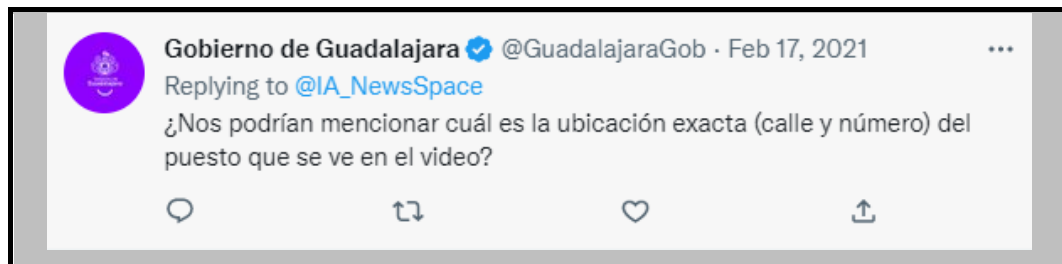 Gobierno de Guadalajara @GuadalajaraGob · Feb 17, 2021
Replying to @IA_NewsSpace
¿Nos podrían mencionar cuál es la ubicación exacta (calle y número) del
puesto que se ve en el video?